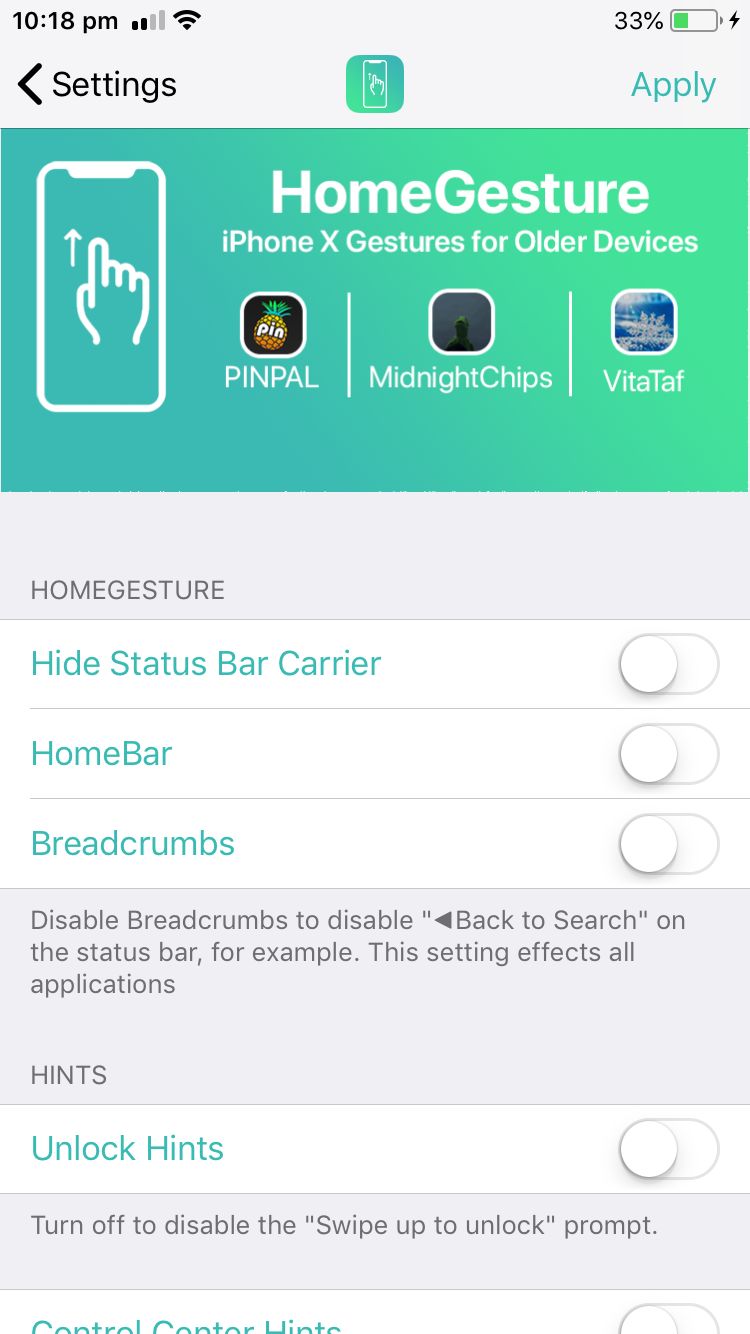 10:18 pm 33%
Settings Apply
HomeGesture
iPhone X Gestures for Older Devices
pin
PINPAL MidnightChips VitaTaf
HOMEGESTURE
Hide Status Bar Carrier
HomeBar
Breadcrumbs
Disable Breadcrumbs to disable "◀Back to Search" on
the status bar, for example. This setting effects all
applications
HINTS
Unlock Hints
Turn off to disable the "Swipe up to unlock" prompt.
Control Center Hints